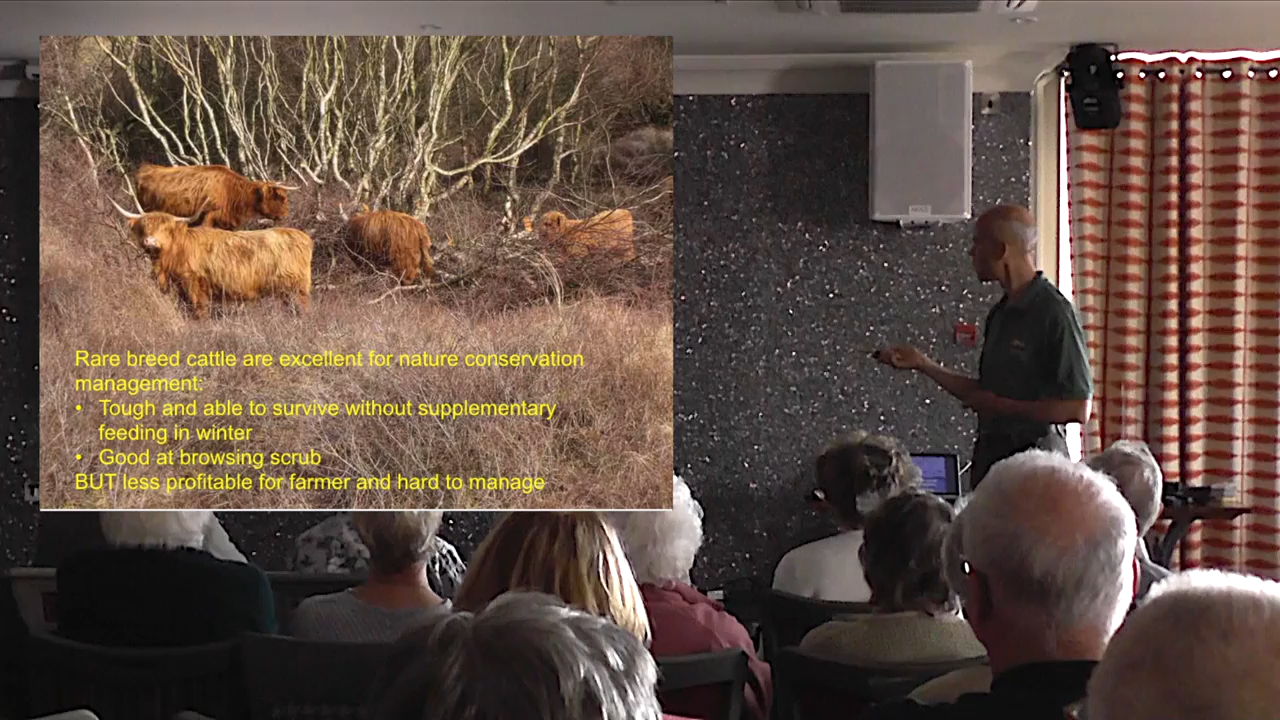 Rare breed cattle are excellent for nature conservation
management:
• Tough and able to survive without supplementary
feeding in winter
• Good at browsing scrub
BUT less profitable for farmer and hard to manage